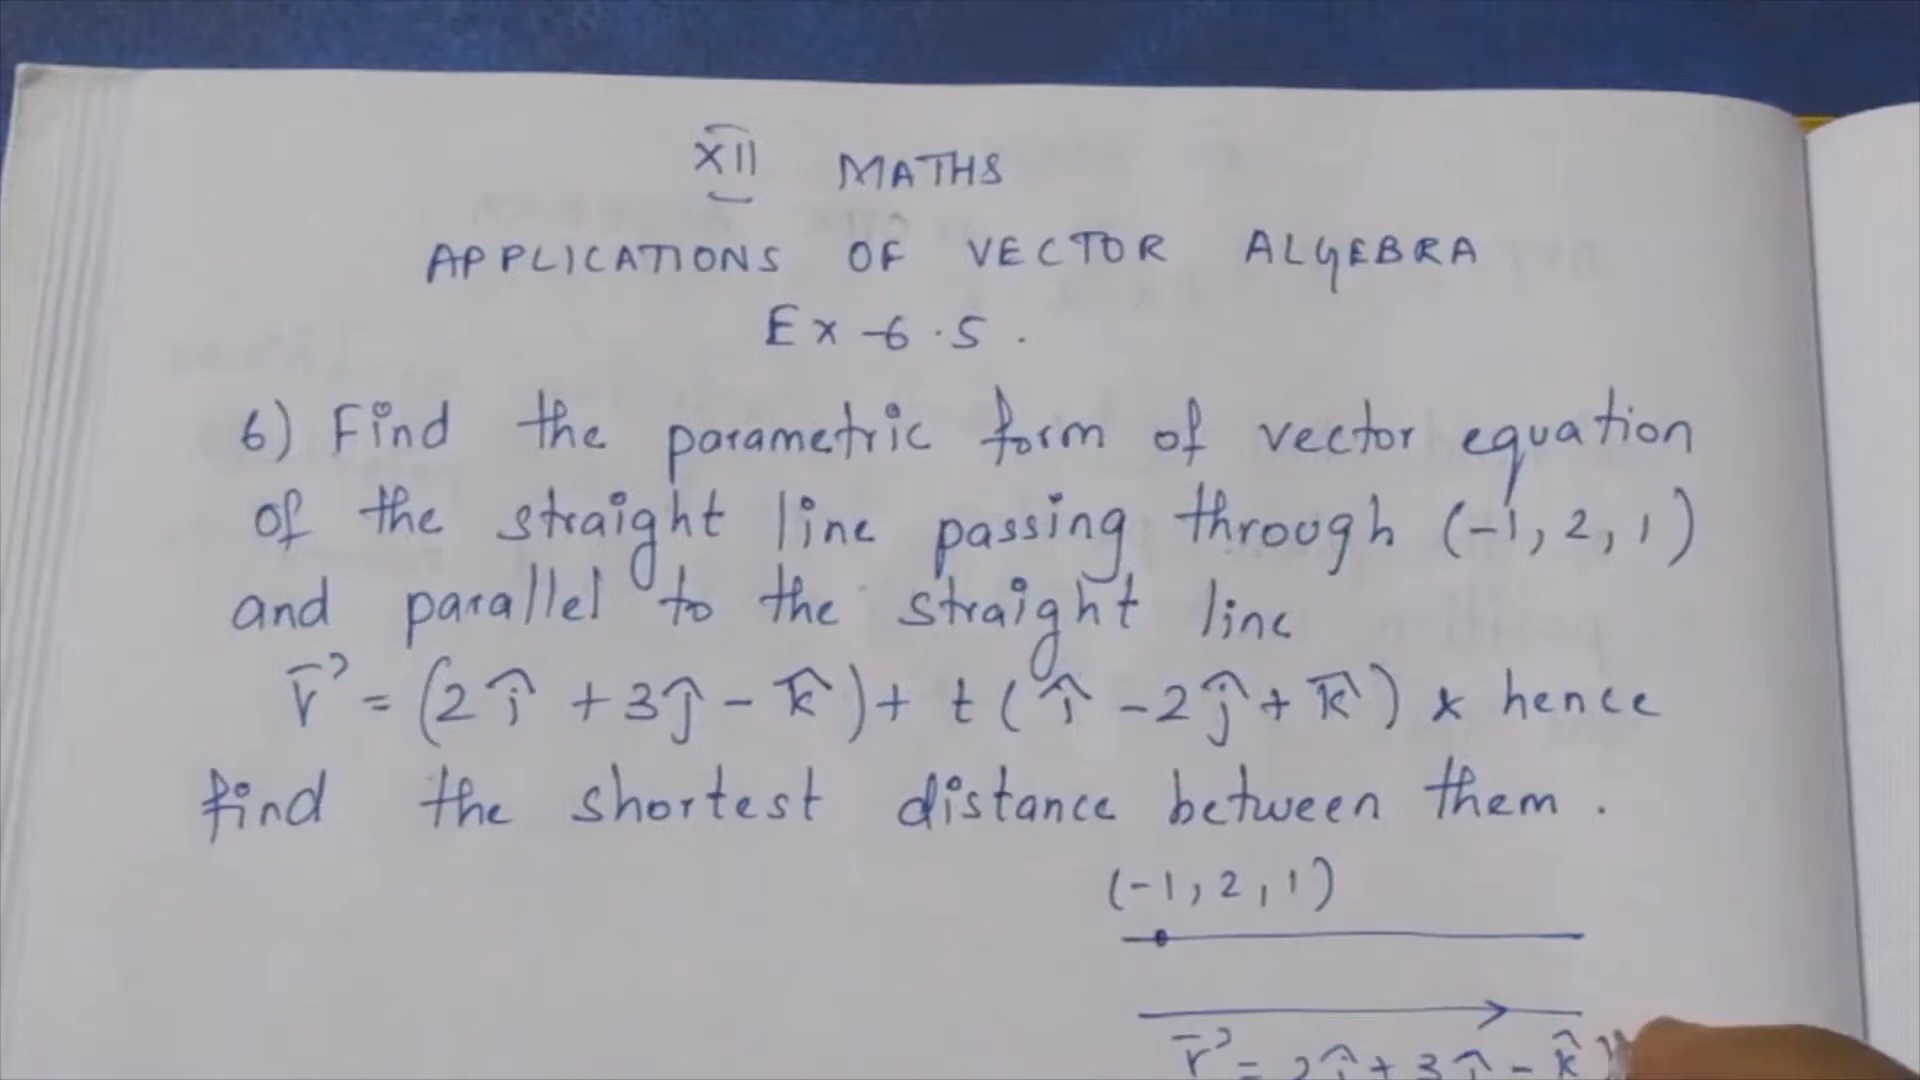 XII MATHS
APPLICATIONS OF VECTOR ALGEBRA
Ex-6.5.
6) Find the parametric form of vector equation
of the straight line passing through (-1, 2, 1)
and parallel to the straight line
r⃗ = (2î + 3ĵ - k̂) + t (î - 2ĵ + k̂) & hence
find the shortest distance between them.
(-1, 2, 1)
r⃗ = 2î + 3ĵ - k̂)